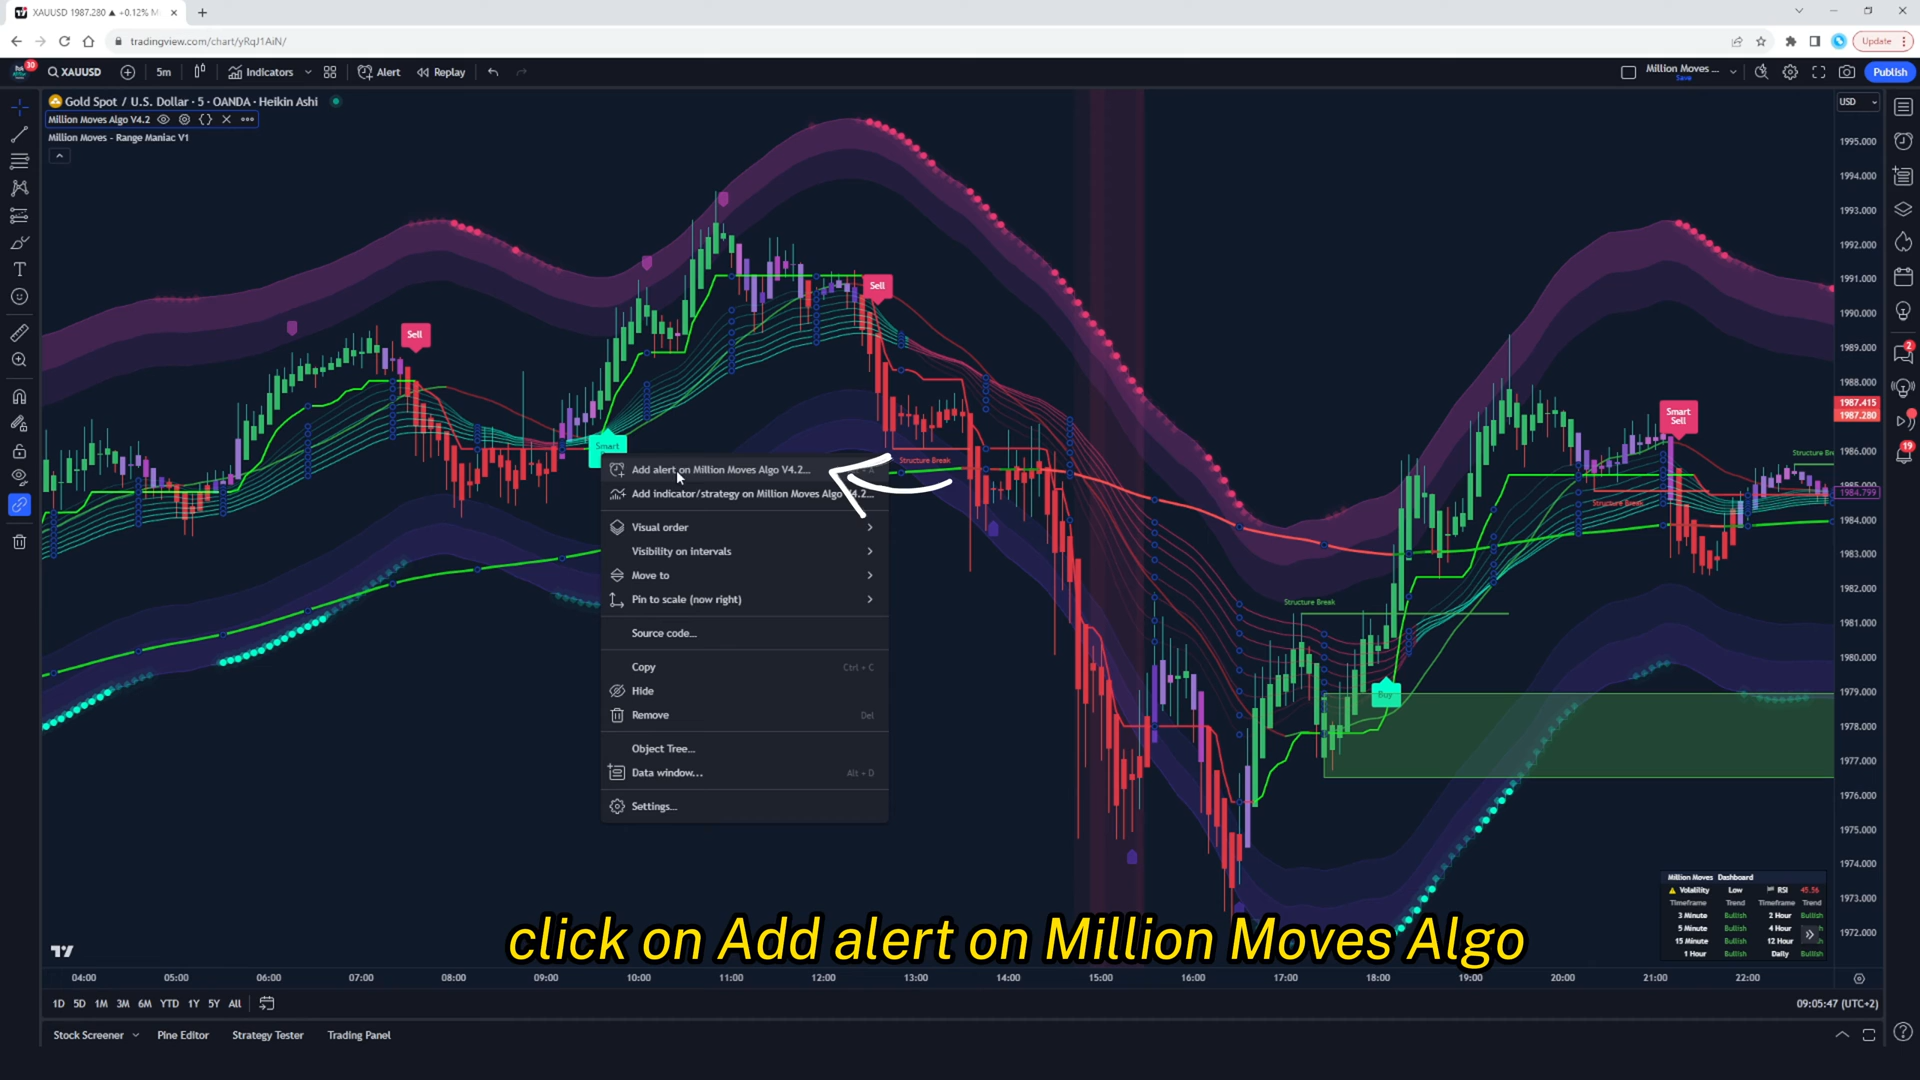 XAUUSD 1987.280 ▲ +0.12% M
tradingview.com/chart/yRqJ1AiN/
Update
30
XAUUSD
5m
Indicators
Alert
Replay
Million Moves ...
Save
Publish
Gold Spot / U.S. Dollar · 5 · OANDA · Heikin Ashi
USD
Million Moves Algo V4.2
Million Moves - Range Maniac V1
1995.000
1994.000
1993.000
1992.000
1991.000
1990.000
1989.000
1988.000
1987.415
1987.280
1986.000
1984.799
1984.000
1983.000
1982.000
1981.000
1980.000
1979.000
1978.000
1977.000
1976.000
1975.000
1974.000
1973.000
1972.000
2
19
Sell
Sell
Smart
Smart
Sell
Buy
Structure Break
Structure Break
Structure Break
Structure Br
Add alert on Million Moves Algo V4.2...
Add indicator/strategy on Million Moves Algo V4.2...
Visual order
Visibility on intervals
Move to
Pin to scale (now right)
Source code...
Copy Ctrl + C
Hide
Remove Del
Object Tree...
Data window... Alt + D
Settings...
Million Moves Dashboard
Volatility Low RSI 45.56
Timeframe Trend Timeframe Trend
3 Minute Bullish 2 Hour Bullish
5 Minute Bullish 4 Hour Bullish
15 Minute Bullish 12 Hour Bullish
1 Hour Bullish Daily Bullish
click on Add alert on Million Moves Algo
04:00 05:00 06:00 07:00 08:00 09:00 10:00 11:00 12:00 13:00 14:00 15:00 16:00 17:00 18:00 19:00 20:00 21:00 22:00
1D 5D 1M 3M 6M YTD 1Y 5Y All
09:05:47 (UTC+2)
Stock Screener Pine Editor Strategy Tester Trading Panel